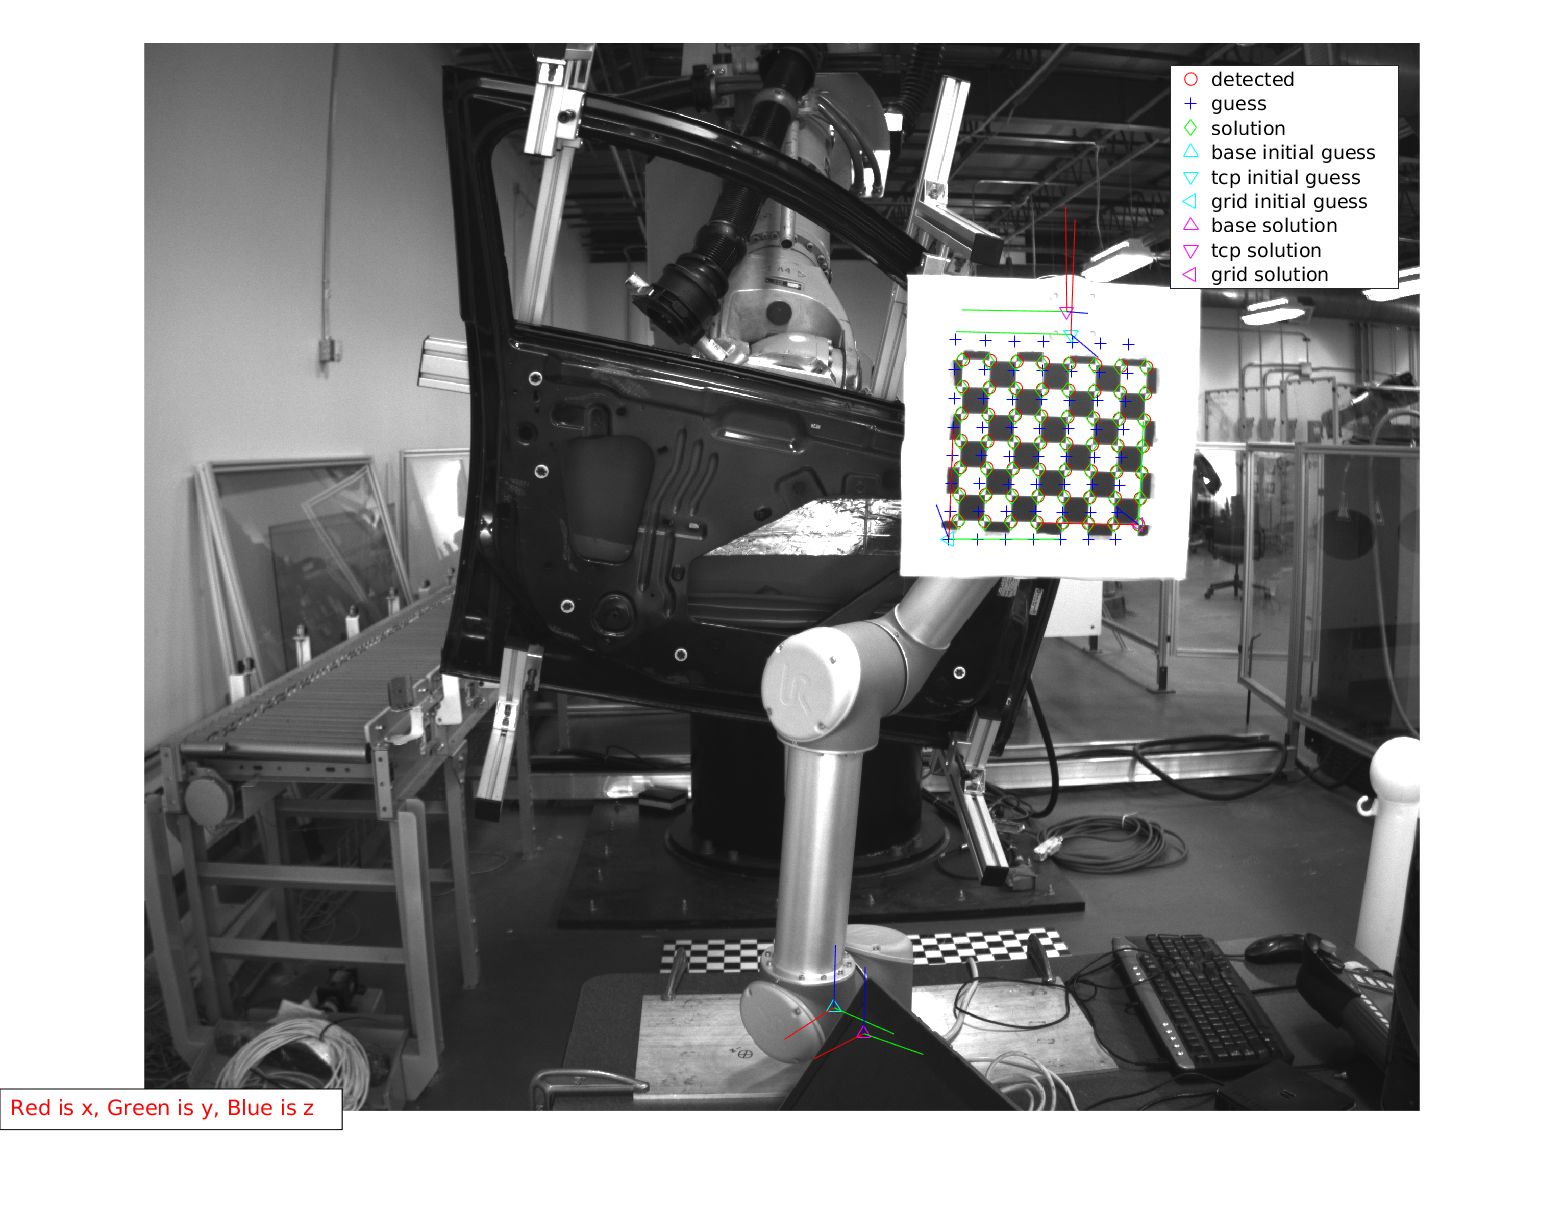 detected
guess
solution
base initial guess
tcp initial guess
grid initial guess
base solution
tcp solution
grid solution
Red is x, Green is y, Blue is z